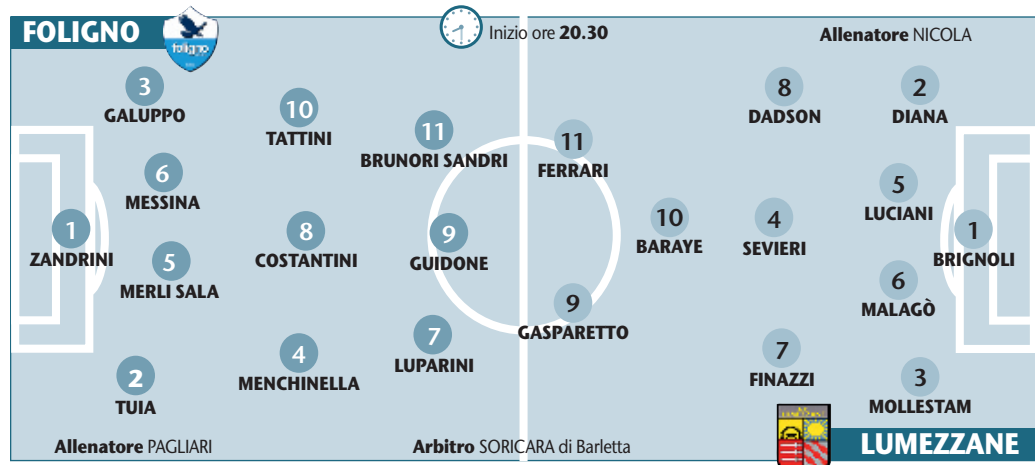 FOLIGNO
foligno
Inizio ore 20.30
Allenatore NICOLA
3
GALUPPO
10
TATTINI
11
BRUNORI SANDRI
6
MESSINA
1
ZANDRINI
8
COSTANTINI
9
GUIDONE
5
MERLI SALA
7
LUPARINI
4
MENCHINELLA
2
TUIA
11
FERRARI
8
DADSON
2
DIANA
10
BARAYE
4
SEVIERI
5
LUCIANI
1
BRIGNOLI
9
GASPARETTO
6
MALAGÒ
7
FINAZZI
3
MOLLESTAM
Allenatore PAGLIARI
Arbitro SORICARA di Barletta
LUMEZZANE